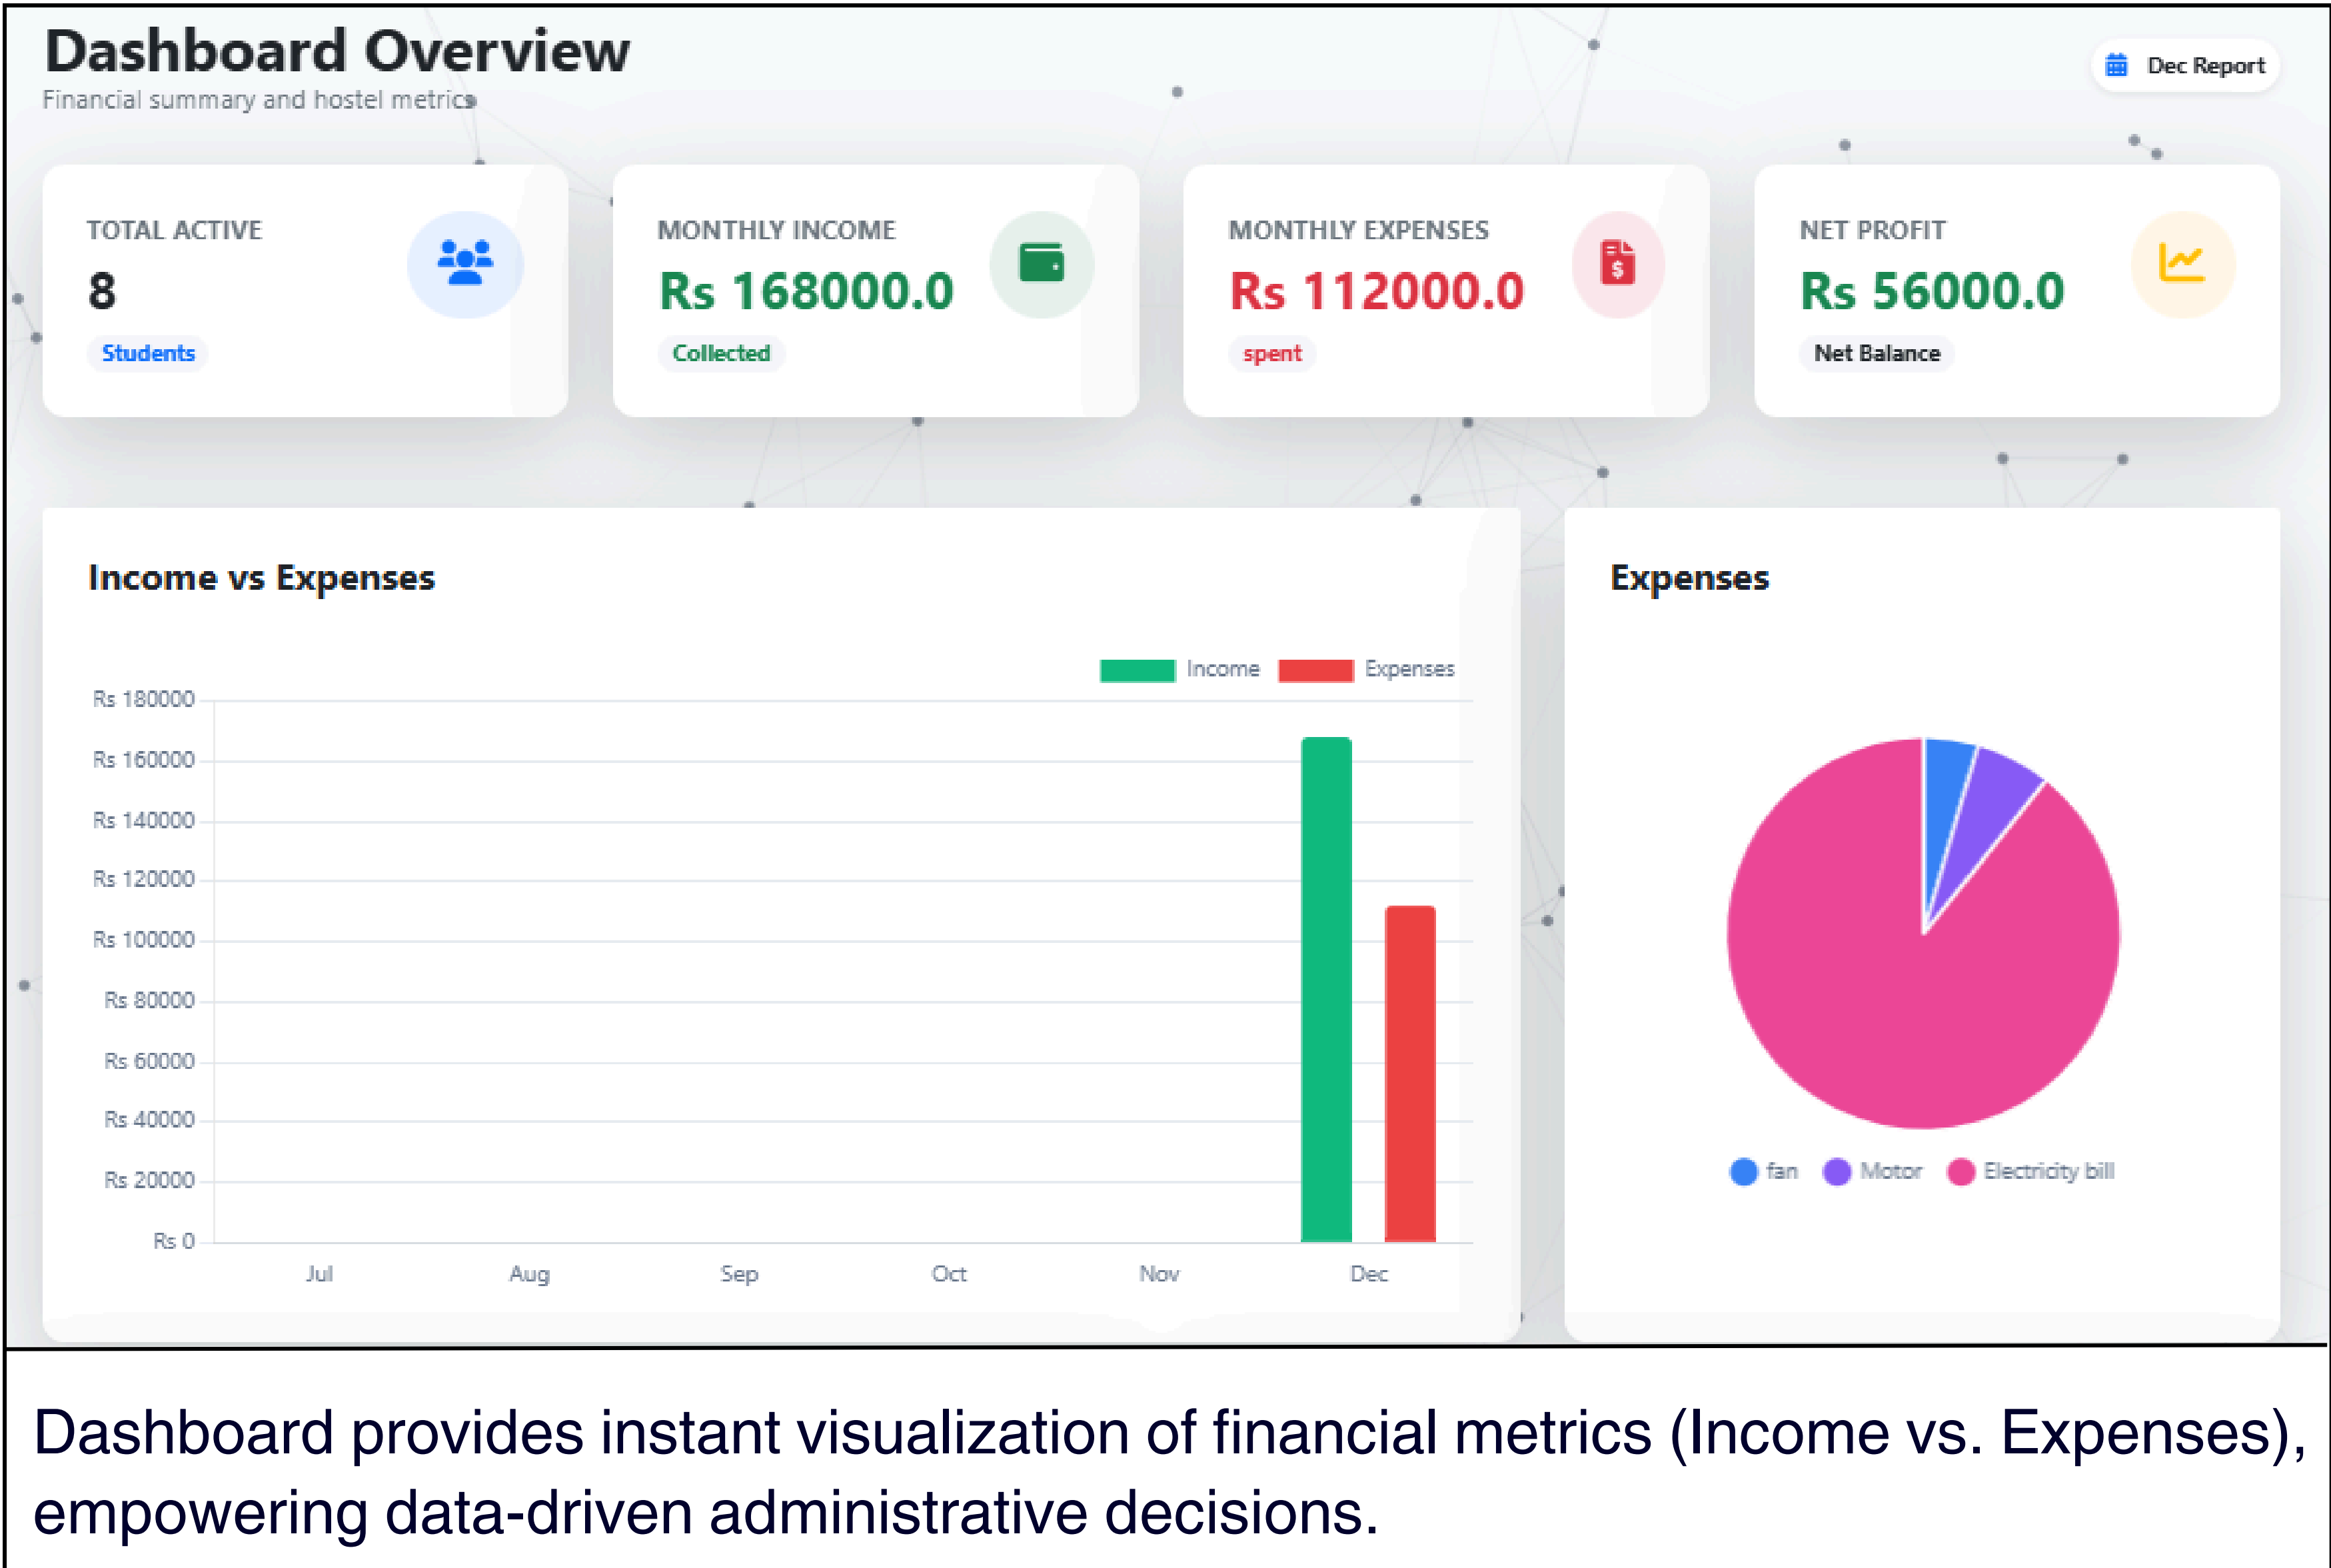 Dashboard Overview
Financial summary and hostel metrics
Dec Report
TOTAL ACTIVE
8
Students
MONTHLY INCOME
Rs 168000.0
Collected
MONTHLY EXPENSES
Rs 112000.0
spent
NET PROFIT
Rs 56000.0
Net Balance
Income vs Expenses
Income Expenses
Rs 180000
Rs 160000
Rs 140000
Rs 120000
Rs 100000
Rs 80000
Rs 60000
Rs 40000
Rs 20000
Rs 0
Jul Aug Sep Oct Nov Dec
Expenses
fan Motor Electricity bill
Dashboard provides instant visualization of financial metrics (Income vs. Expenses),
empowering data-driven administrative decisions.